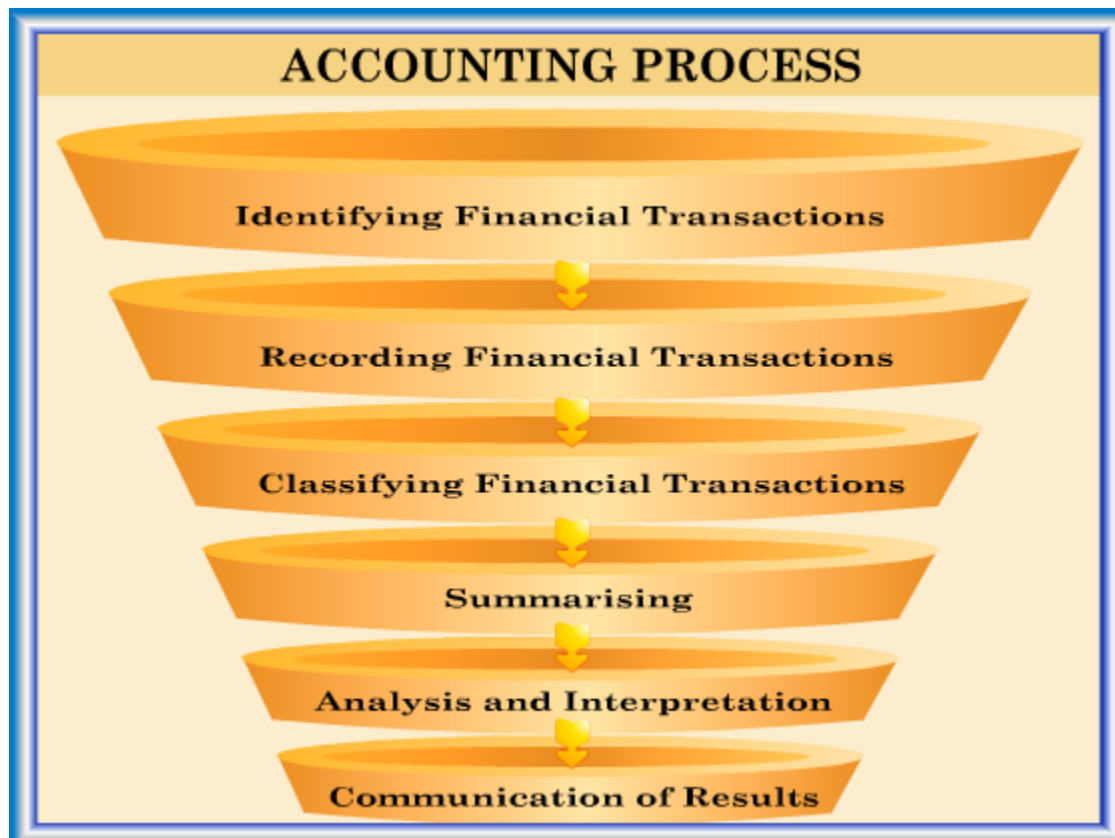 ACCOUNTING PROCESS
Identifying Financial Transactions
Recording Financial Transactions
Classifying Financial Transactions
Summarising
Analysis and Interpretation
Communication of Results